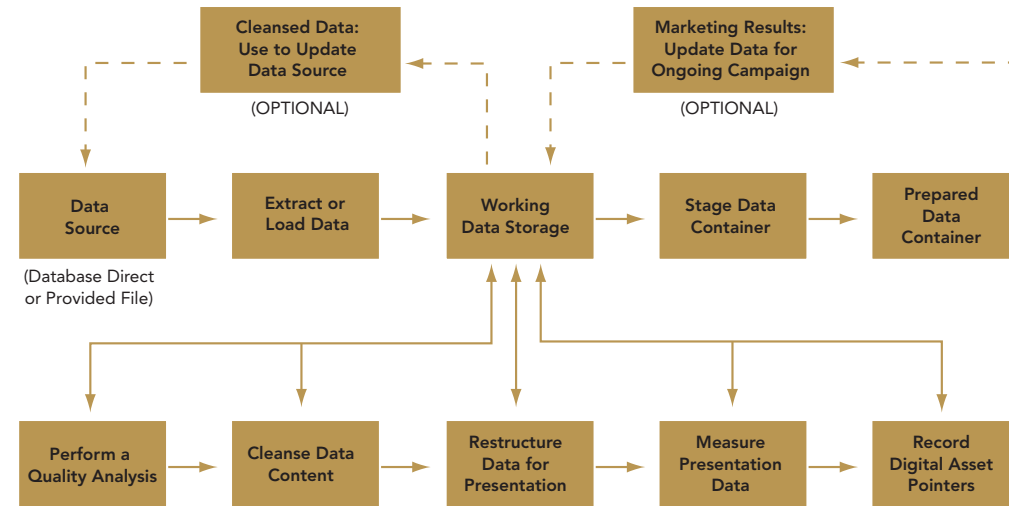 Cleansed Data:
Use to Update
Data Source
(OPTIONAL)
Marketing Results:
Update Data for
Ongoing Campaign
(OPTIONAL)
Data
Source
(Database Direct
or Provided File)
Extract or
Load Data
Working
Data Storage
Stage Data
Container
Prepared
Data
Container
Perform a
Quality Analysis
Cleanse Data
Content
Restructure
Data for
Presentation
Measure
Presentation
Data
Record
Digital Asset
Pointers